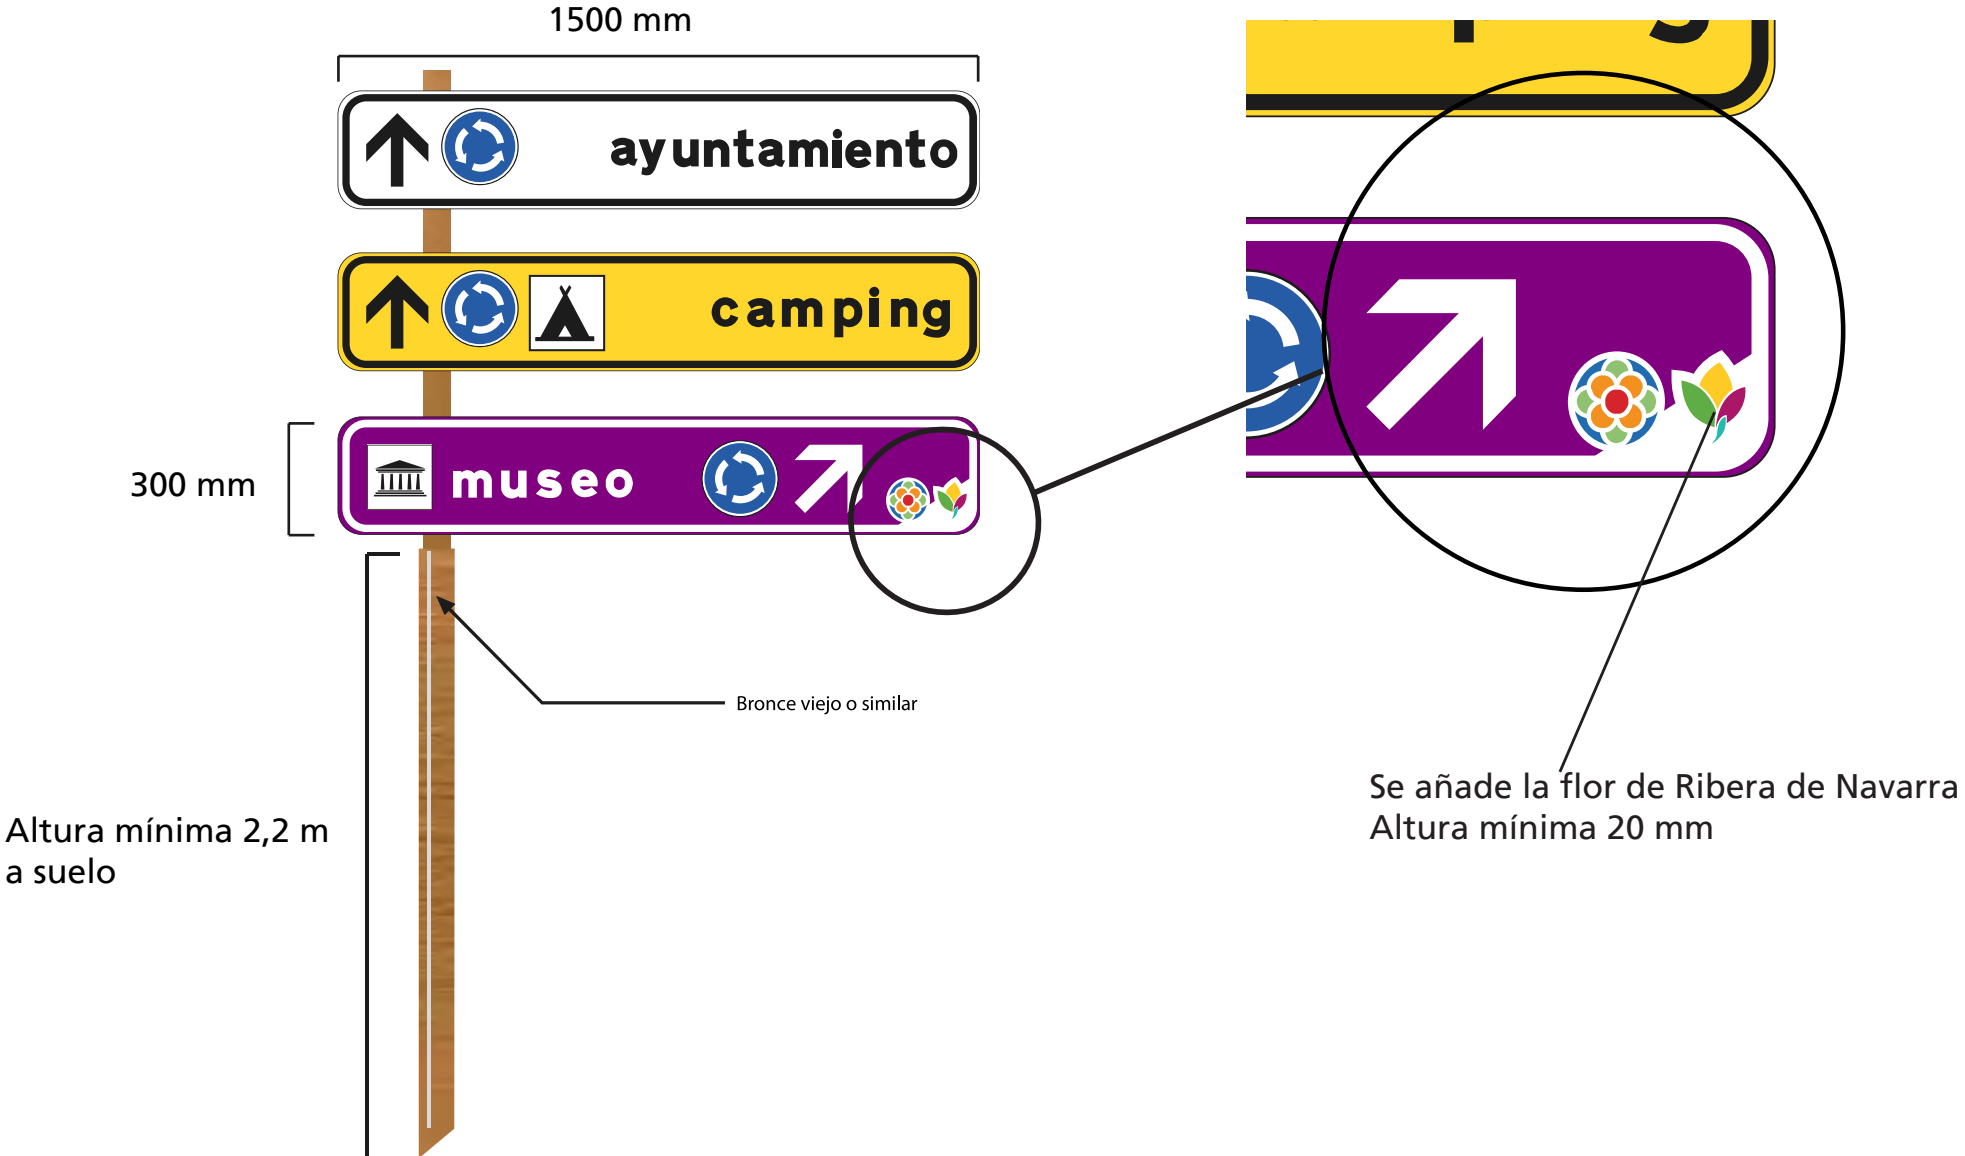 1500 mm
ayuntamiento
camping
300 mm
museo
Bronce viejo o similar
Altura mínima 2,2 m
a suelo
Se añade la flor de Ribera de Navarra
Altura mínima 20 mm